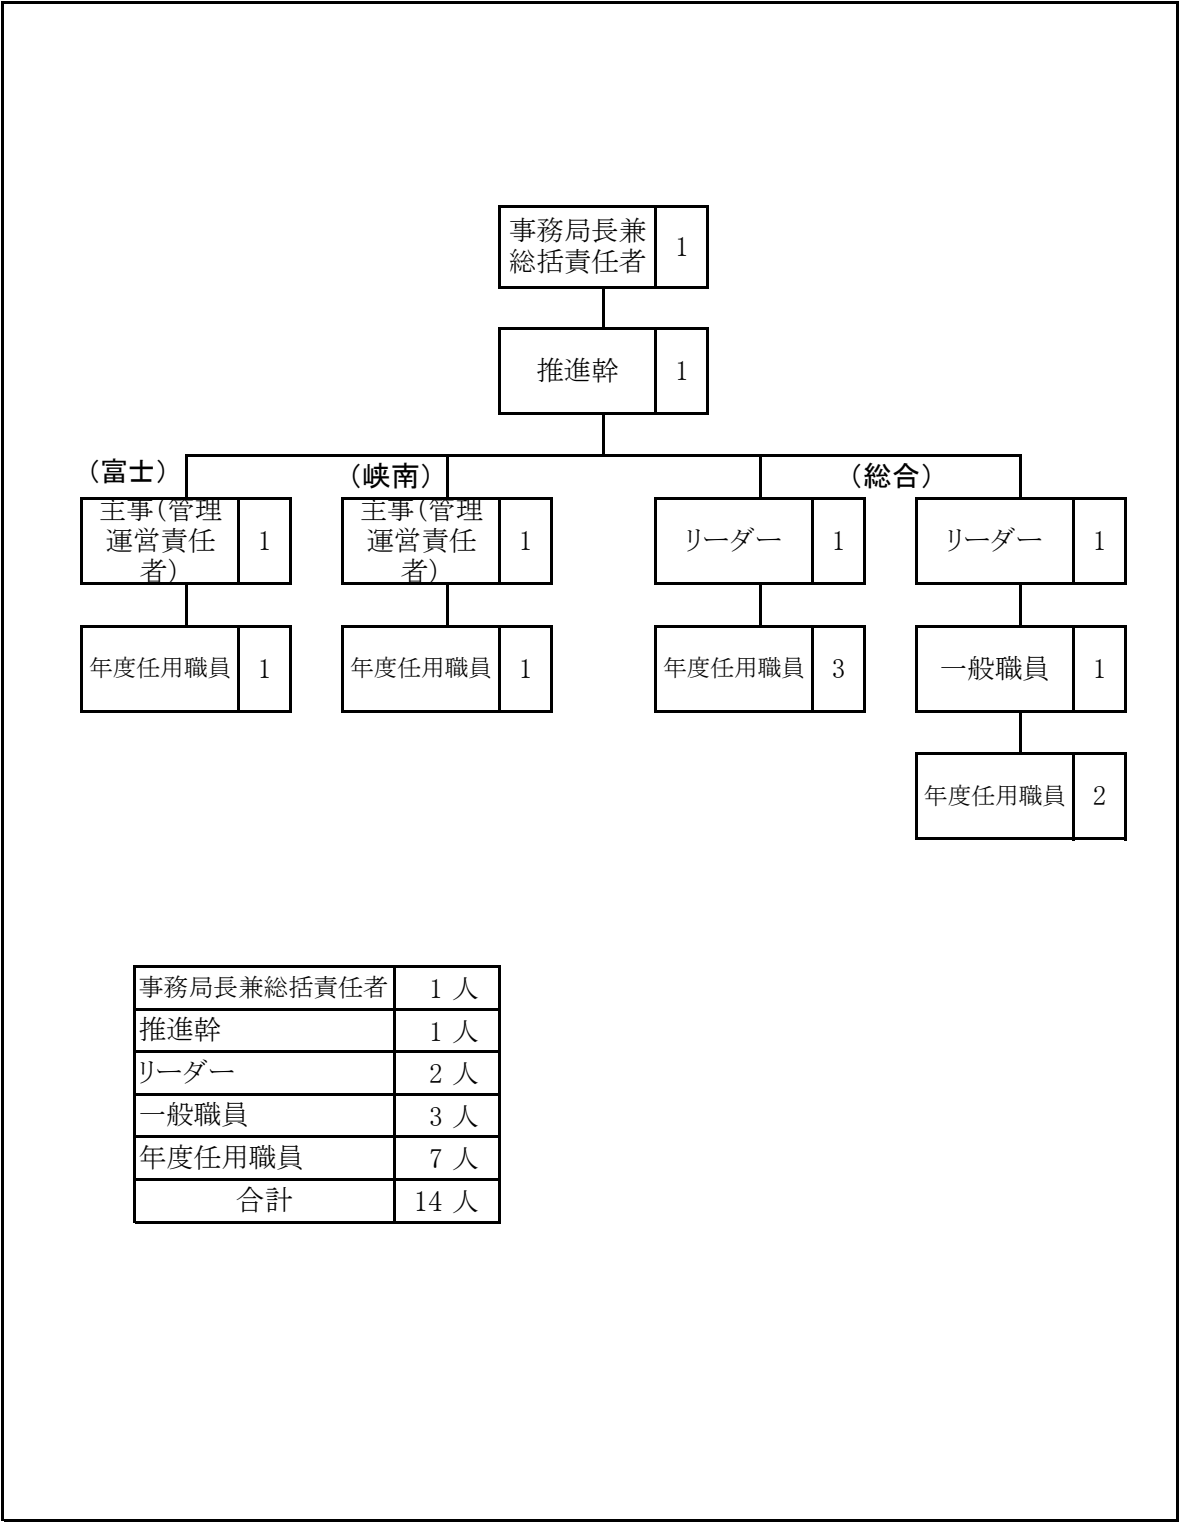 事務局長兼
総括責任者
1
推進幹
1
（富士）
（峡南）
（総合）
主事（管理
運営責任
者）
1
主事（管理
運営責任
者）
1
リーダー
1
リーダー
1
年度任用職員
1
年度任用職員
1
年度任用職員
3
一般職員
1
年度任用職員
2
事務局長兼総括責任者 1 人
推進幹 1 人
リーダー 2 人
一般職員 3 人
年度任用職員 7 人
合計 14 人